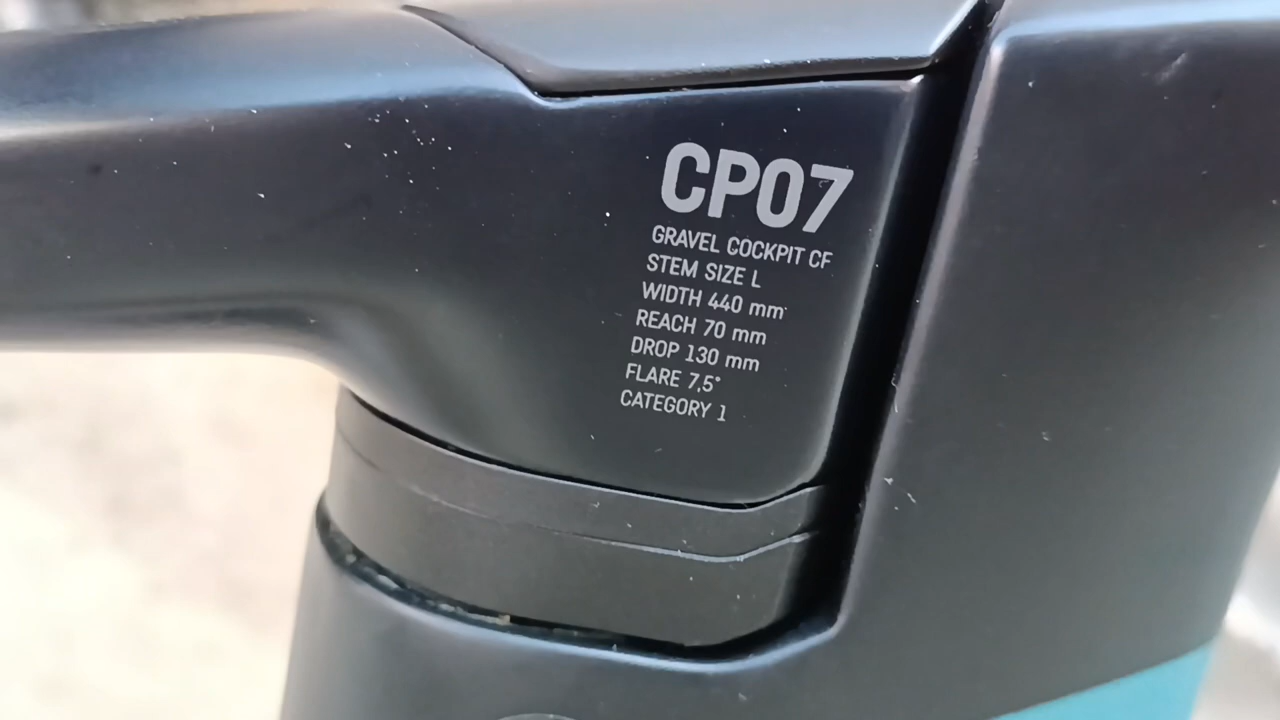 CP07
GRAVEL COCKPIT CF
STEM SIZE L
WIDTH 440 mm
REACH 70 mm
DROP 130 mm
FLARE 7,5°
CATEGORY 1